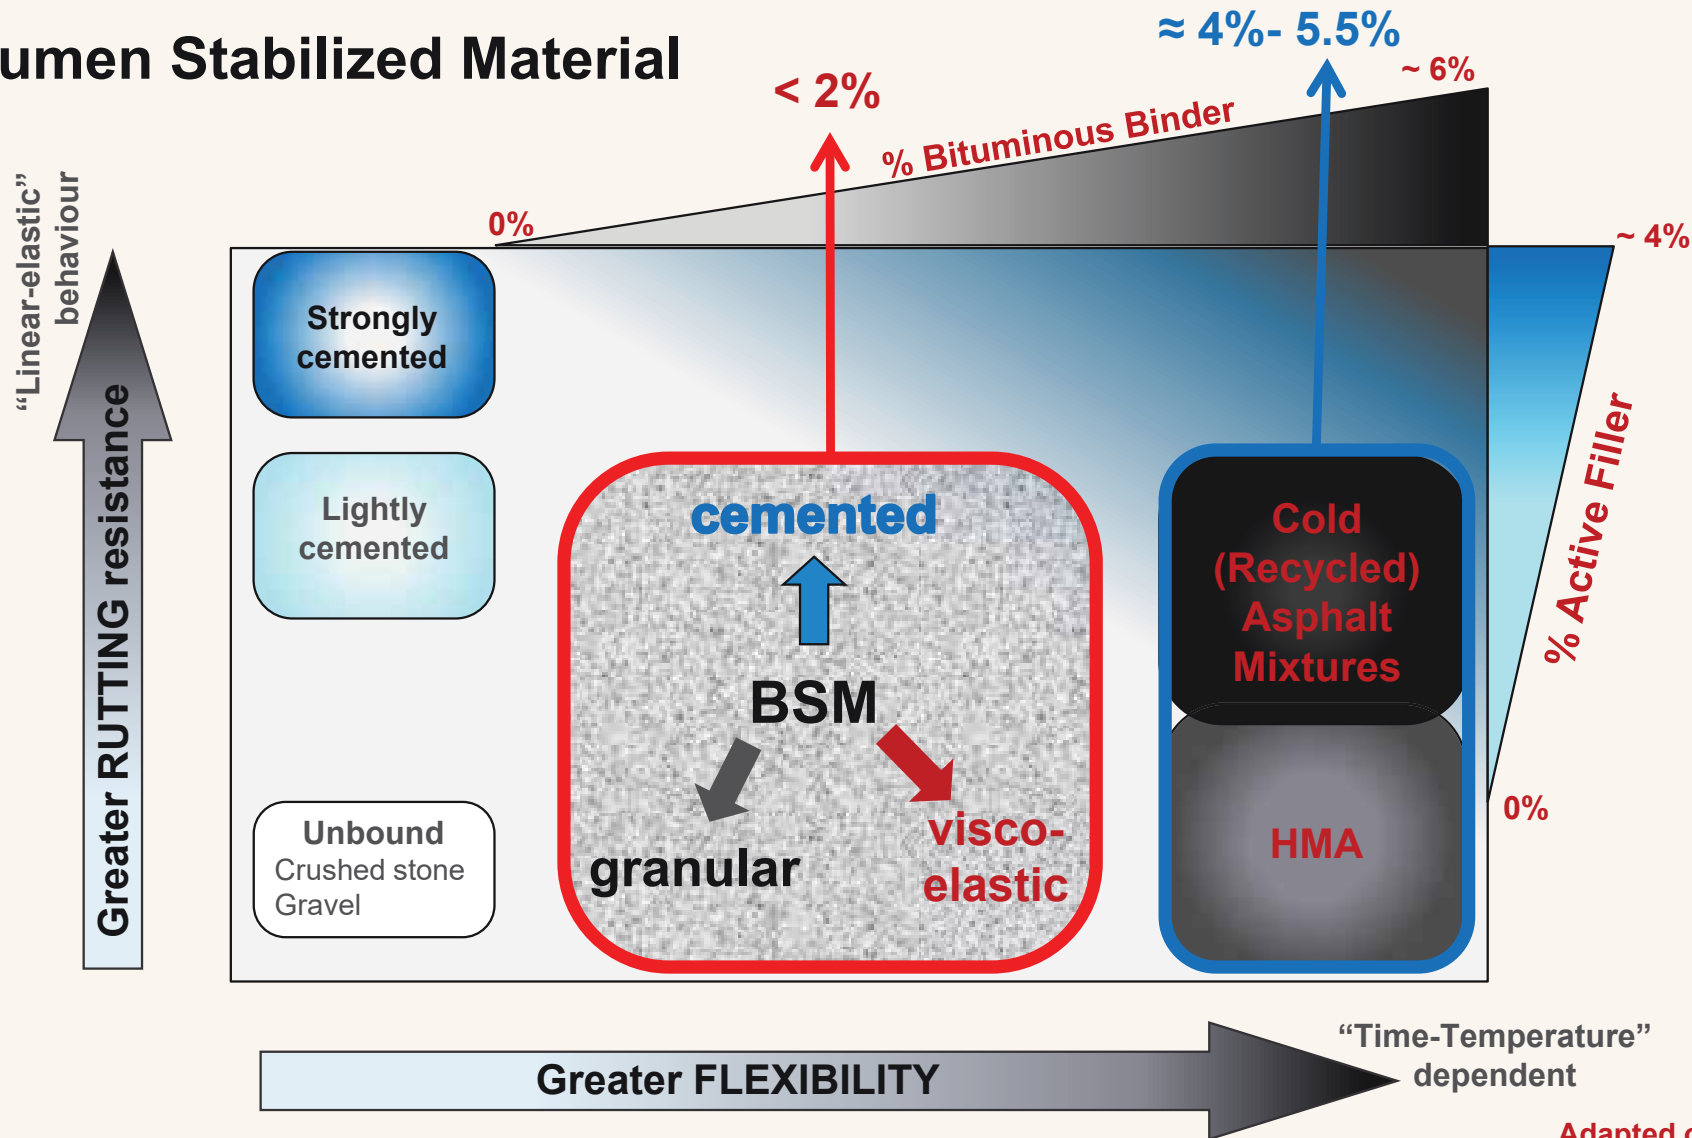 umen Stabilized Material
< 2%
≈ 4%- 5.5%
~ 6%
% Bituminous Binder
0%
~ 4%
“Linear-elastic”
behaviour
Greater RUTTING resistance
Strongly
cemented
Lightly
cemented
Unbound
Crushed stone
Gravel
cemented
BSM
granular
visco-
elastic
Cold
(Recycled)
Asphalt
Mixtures
HMA
% Active Filler
0%
Greater FLEXIBILITY
“Time-Temperature”
dependent
Adapted